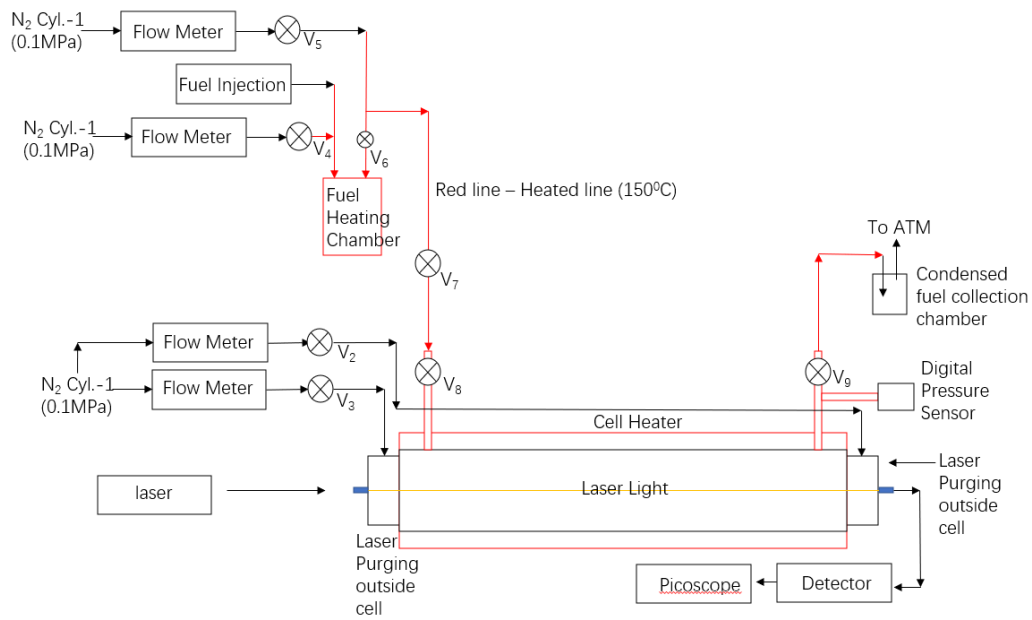 N₂ Cyl.-1
(0.1MPa)
Flow Meter
V₅
Fuel Injection
N₂ Cyl.-1
(0.1MPa)
Flow Meter
V₄
V₆
Fuel
Heating
Chamber
Red line – Heated line (150⁰C)
V₇
To ATM
Condensed
fuel collection
chamber
Flow Meter
V₂
N₂ Cyl.-1
(0.1MPa)
Flow Meter
V₃
V₈
V₉
Digital
Pressure
Sensor
Cell Heater
laser
Laser Light
Laser
Purging
outside
cell
Laser
Purging
outside
cell
Picoscope
Detector